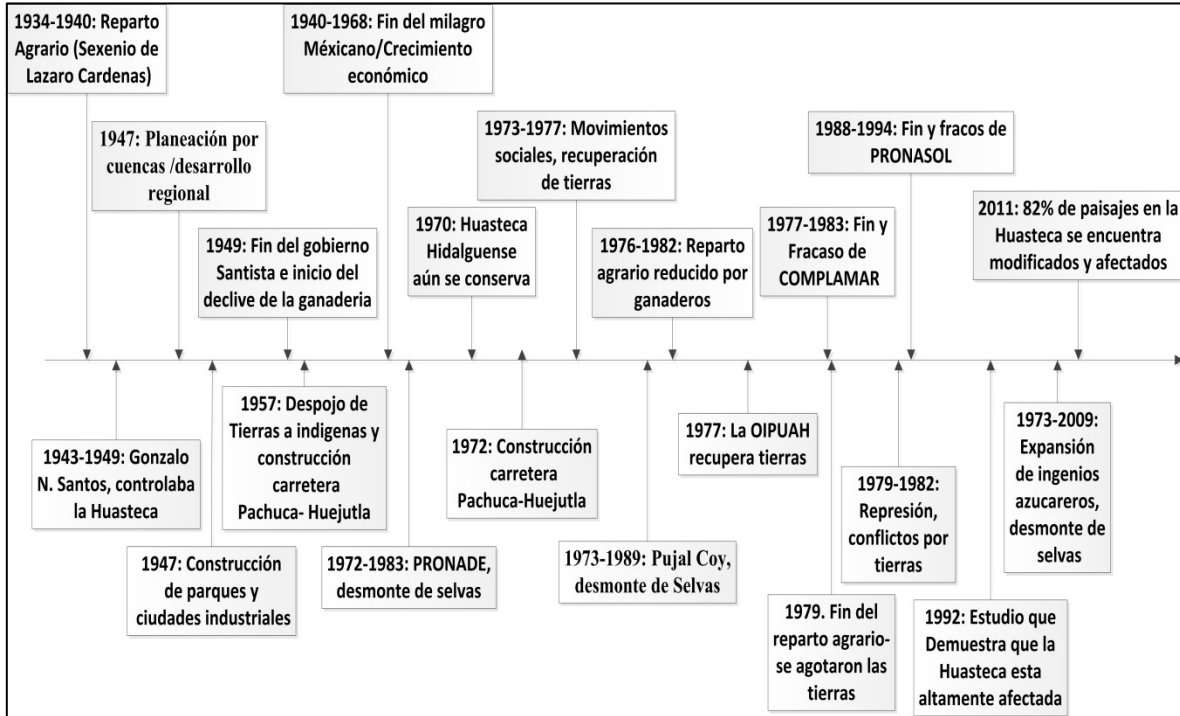 1934-1940: Reparto
Agrario (Sexenio de
Lazaro Cardenas)
1940-1968: Fin del milagro
Méxicano/Crecimiento
económico
1947: Planeación por
cuencas /desarrollo
regional
1973-1977: Movimientos
sociales, recuperación
de tierras
1988-1994: Fin y fracos de
PRONASOL
1949: Fin del gobierno
Santista e inicio del
declive de la ganaderia
1970: Huasteca
Hidalguense
aún se conserva
1976-1982: Reparto
agrario reducido por
ganaderos
1977-1983: Fin y
Fracaso de
COMPLAMAR
2011: 82% de paisajes en la
Huasteca se encuentra
modificados y afectados
1943-1949: Gonzalo
N. Santos, controlaba
la Huasteca
1957: Despojo de
Tierras a indigenas y
construcción
carretera
Pachuca- Huejutla
1972: Construcción
carretera
Pachuca-Huejutla
1977: La OIPUAH
recupera tierras
1973-2009:
Expansión
de ingenios
azucareros,
desmonte de
selvas
1947: Construcción
de parques y
ciudades industriales
1972-1983: PRONADE,
desmonte de selvas
1973-1989: Pujal Coy,
desmonte de Selvas
1979-1982:
Represión,
conflictos por
tierras
1979. Fin del
reparto agrario-
se agotaron las
tierras
1992: Estudio que
Demuestra que la
Huasteca esta
altamente afectada